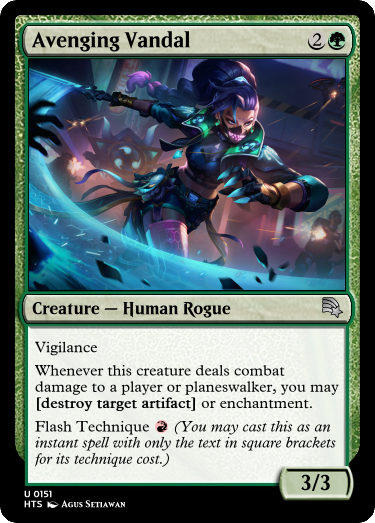 Avenging Vandal 2
Creature — Human Rogue
Vigilance
Whenever this creature deals combat
damage to a player or planeswalker, you may
[destroy target artifact] or enchantment.
Flash Technique (You may cast this as an
instant spell with only the text in square brackets
for its technique cost.)
3/3
U 0151
HTS Agus Setiawan